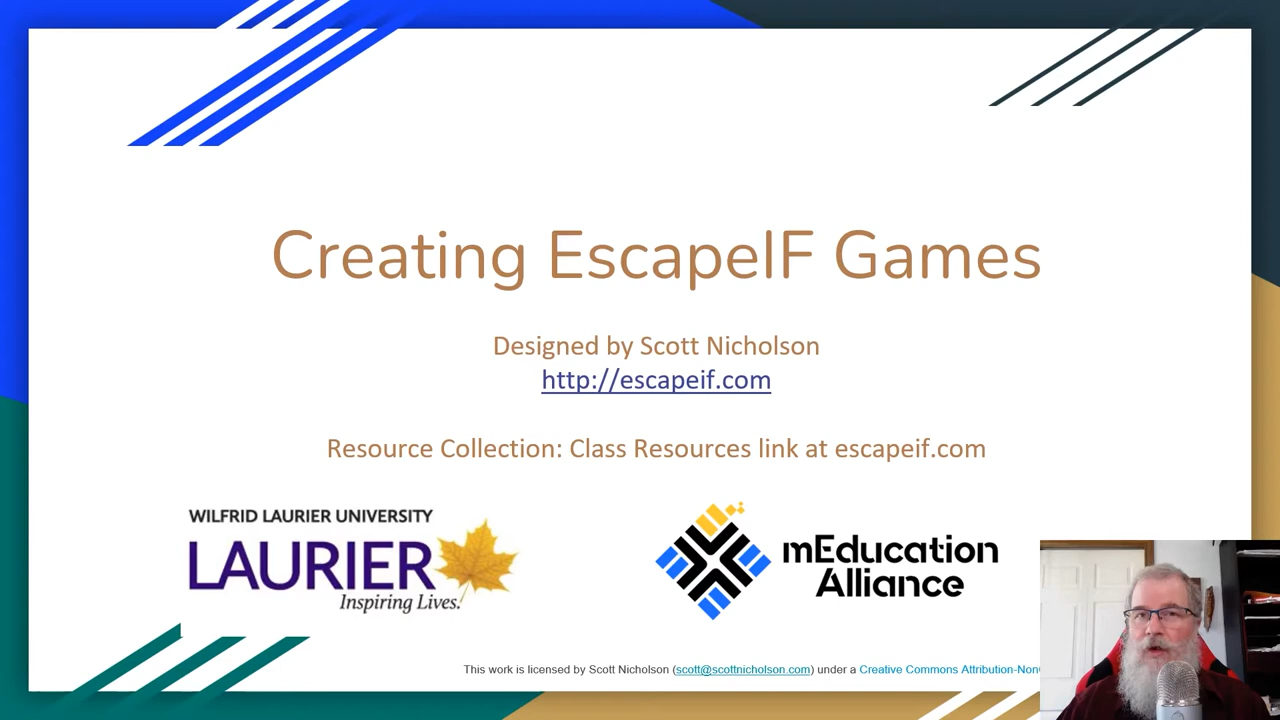 Creating EscapeIF Games
Designed by Scott Nicholson
http://escapeif.com
Resource Collection: Class Resources link at escapeif.com
WILFRID LAURIER UNIVERSITY
LAURIER
Inspiring Lives.
mEducation
Alliance
This work is licensed by Scott Nicholson (scott@scottnicholson.com) under a Creative Commons